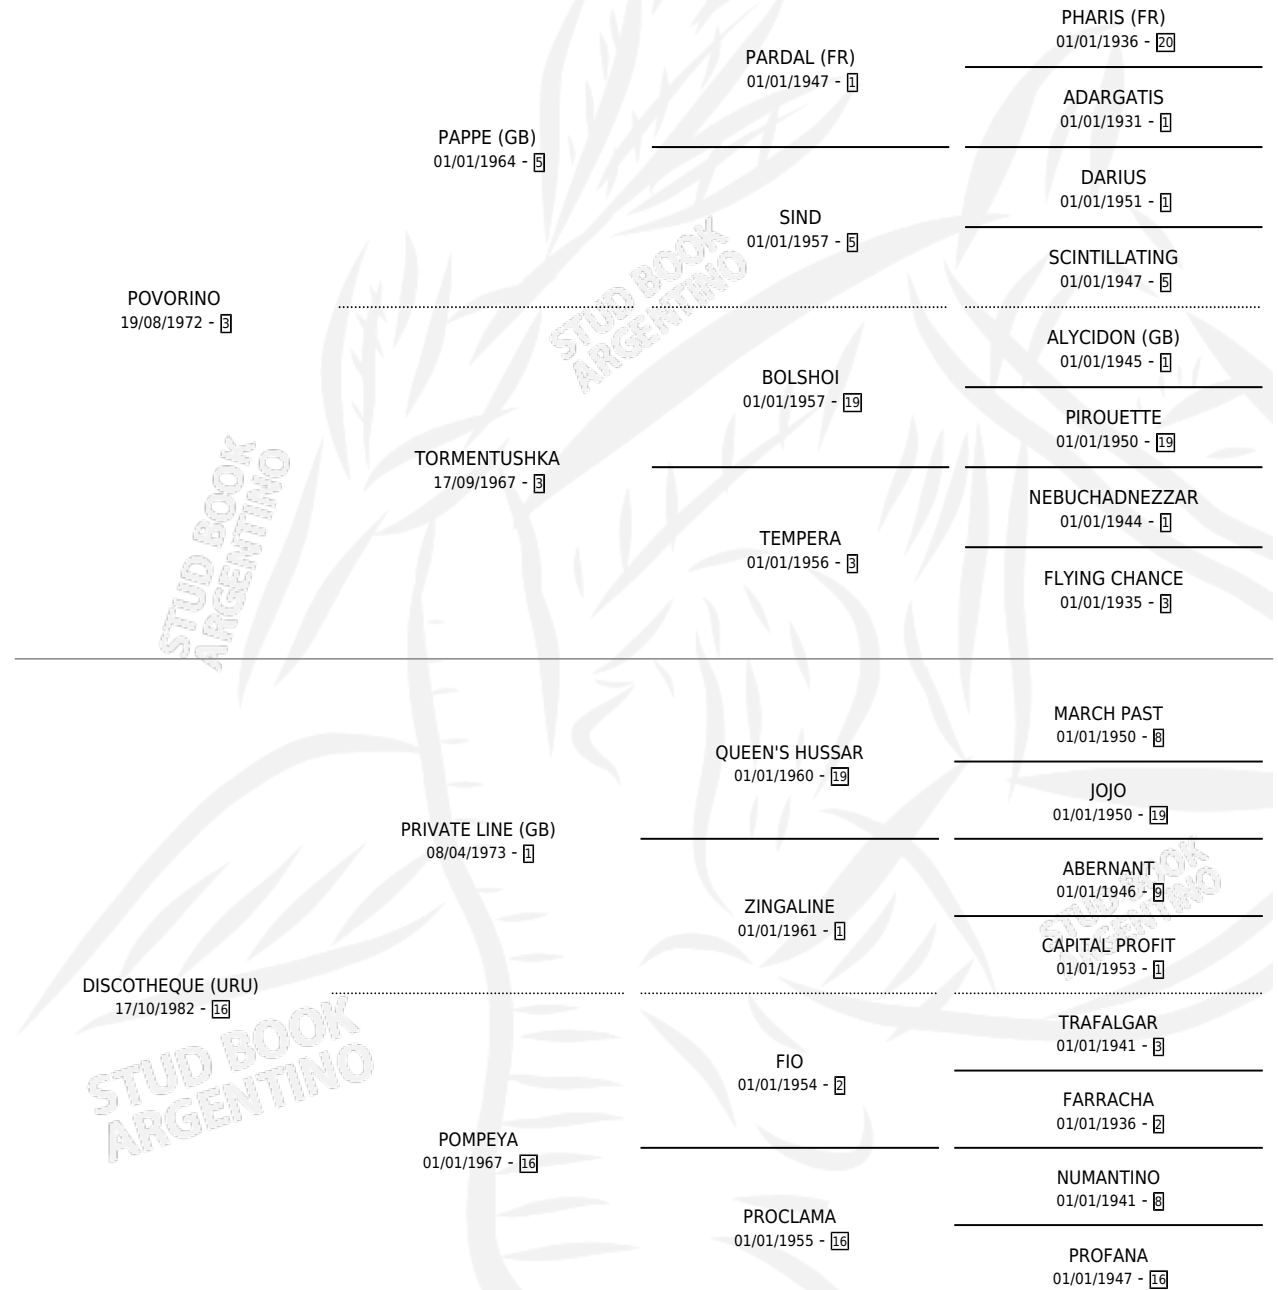 PHARIS (FR)
01/01/1936 - 20
PARDAL (FR)
01/01/1947 - 1
ADARGATIS
01/01/1931 - 1
PAPPE (GB)
01/01/1964 - 5
DARIUS
01/01/1951 - 1
SIND
01/01/1957 - 5
SCINTILLATING
01/01/1947 - 5
POVORINO
19/08/1972 - 3
STUD BOOK
ARGENTINO
ALYCIDON (GB)
01/01/1945 - 1
BOLSHOI
01/01/1957 - 19
PIROUETTE
01/01/1950 - 19
TORMENTUSHKA
17/09/1967 - 3
NEBUCHADNEZZAR
01/01/1944 - 1
TEMPERA
01/01/1956 - 3
FLYING CHANCE
01/01/1935 - 3
STUD BOOK
ARGENTINO
MARCH PAST
01/01/1950 - 8
QUEEN'S HUSSAR
01/01/1960 - 19
JOJO
01/01/1950 - 19
PRIVATE LINE (GB)
08/04/1973 - 1
ABERNANT
01/01/1946 - 9
ZINGALINE
01/01/1961 - 1
CAPITAL PROFIT
01/01/1953 - 1
STUD BOOK
ARGENTINO
DISCOTHEQUE (URU)
17/10/1982 - 16
TRAFALGAR
01/01/1941 - 3
FIO
01/01/1954 - 2
FARRACHA
01/01/1936 - 2
STUD BOOK
ARGENTINO
POMPEYA
01/01/1967 - 16
NUMANTINO
01/01/1941 - 8
PROCLAMA
01/01/1955 - 16
PROFANA
01/01/1947 - 16